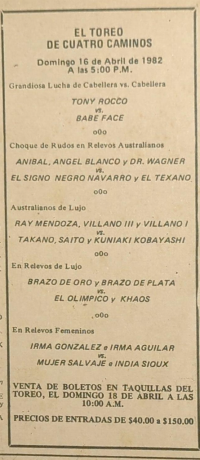 EL TOREO
DE CUATRO CAMINOS
Domingo 16 de Abril de 1982
A las 5:00 P.M.
Grandiosa Lucha de Cabellera vs. Cabellera
TONY ROCCO
vs.
BABE FACE
oOo
Choque de Rudos en Relevos Australianos
ANIBAL, ANGEL BLANCO y DR. WAGNER
vs.
EL SIGNO NEGRO NAVARRO y EL TEXANO
oOo
Australianos de Lujo
RAY MENDOZA, VILLANO III y VILLANO I
vs.
TAKANO, SAITO y KUNIAKI KOBAYASHI
oOo
En Relevos de Lujo
BRAZO DE ORO y BRAZO DE PLATA
vs.
EL OLIMPICO y KHAOS
oOo
En Relevos Femeninos
IRMA GONZALEZ e IRMA AGUILAR
vs.
MUJER SALVAJE e INDIA SIOUX
VENTA DE BOLETOS EN TAQUILLAS DEL
TOREO, EL DOMINGO 18 DE ABRIL A LAS
10:00 A.M.
PRECIOS DE ENTRADAS DE $40.00 a $150.00